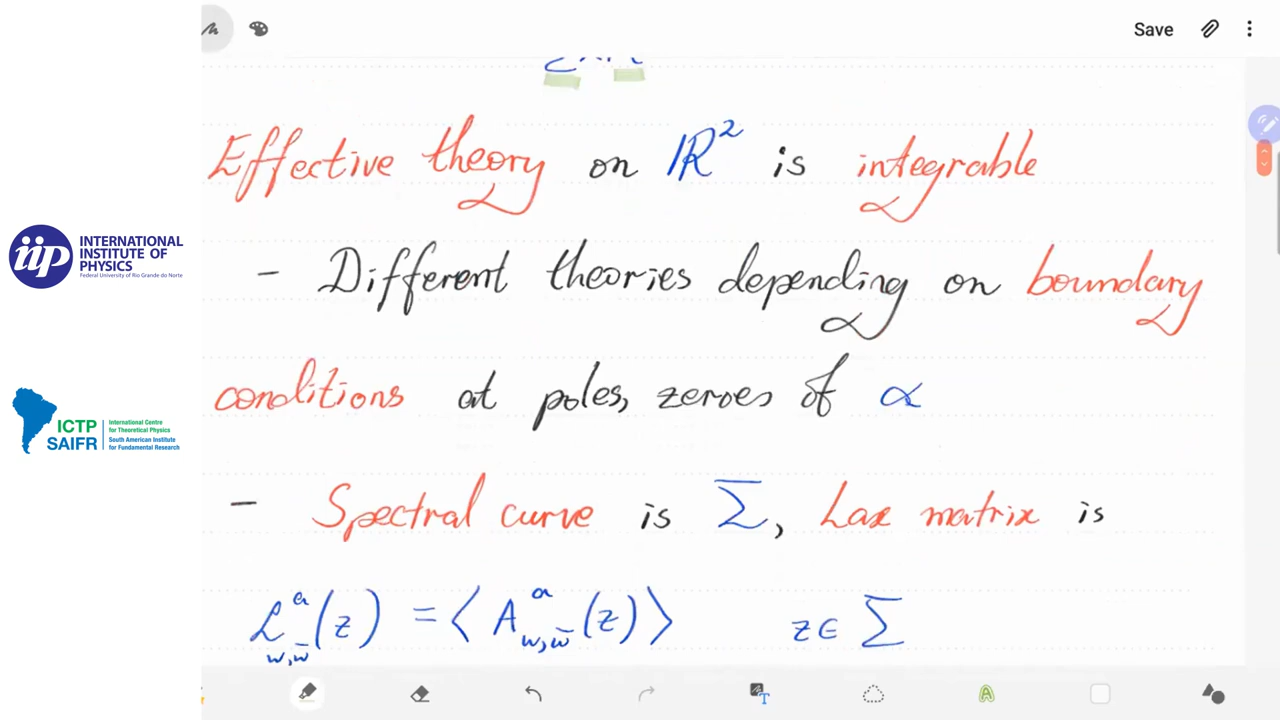 Save
Effective theory on ℝ² is integrable
- Different theories depending on boundary
conditions at poles, zeroes of α
- Spectral curve is Σ, Lax matrix is
ℒᵃ_{w,w̄}(z) = ⟨Aᵃ_{w,w̄}(z)⟩ z∈Σ
iip INTERNATIONAL
INSTITUTE OF
PHYSICS
Federal University of Rio Grande do Norte
ICTP
SAIFR
International Centre
for Theoretical Physics
South American Institute
for Fundamental Research
T
A